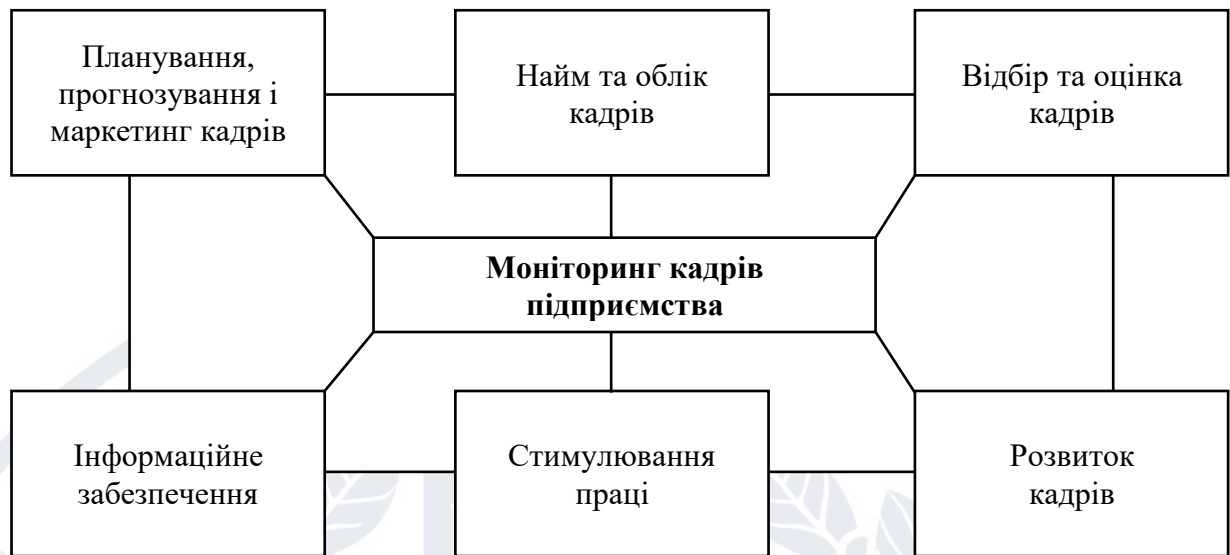 Планування,
прогнозування і
маркетинг кадрів
Найм та облік
кадрів
Відбір та оцінка
кадрів
Моніторинг кадрів
підприємства
Інформаційне
забезпечення
Стимулювання
праці
Розвиток
кадрів